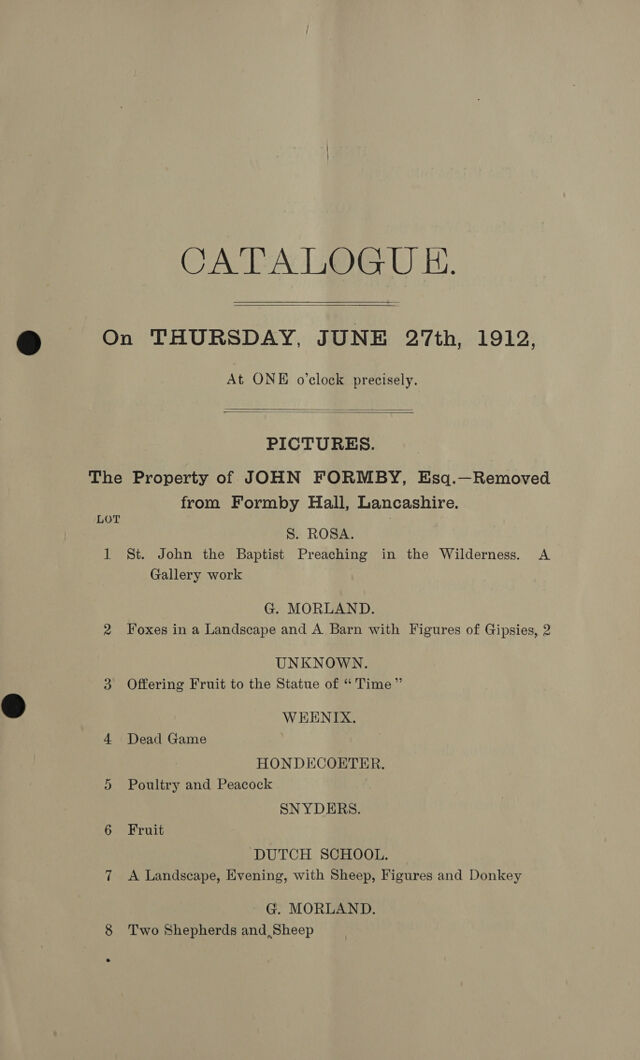 CATALOGUE.
On THURSDAY, JUNE 27th, 1912,
At ONE o'clock precisely.
PICTURES.
The Property of JOHN FORMBY, Esq.—Removed
from Formby Hall, Lancashire.
LOT
S. ROSA.
1 St. John the Baptist Preaching in the Wilderness. A
Gallery work
G. MORLAND.
2 Foxes in a Landscape and A Barn with Figures of Gipsies, 2
UNKNOWN.
3 Offering Fruit to the Statue of “ Time ”
WEENIX.
4 Dead Game
HONDECOETER.
5 Poultry and Peacock
SNYDERS.
6 Fruit
DUTCH SCHOOL.
7 A Landscape, Evening, with Sheep, Figures and Donkey
G. MORLAND.
8 Two Shepherds and Sheep